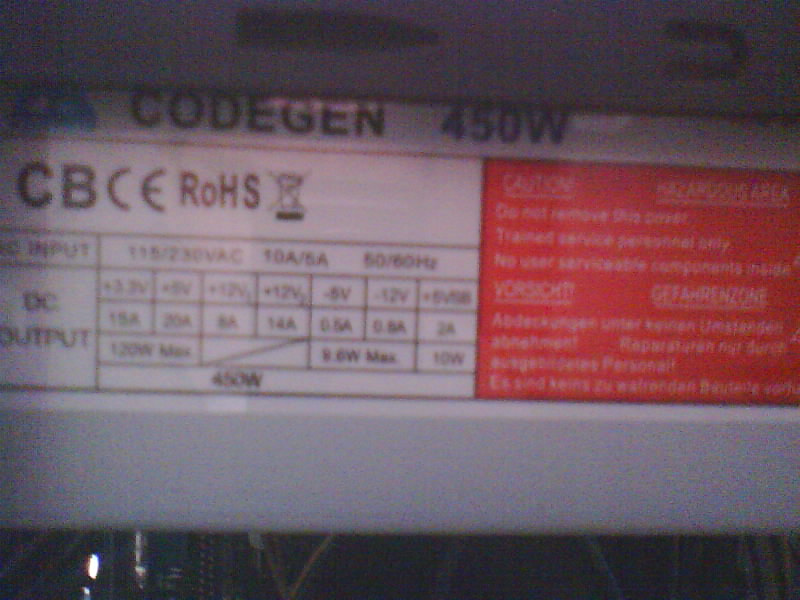 CODEGEN 450W
CB CE RoHS
AC INPUT 115/230VAC 10A/5A 50/60Hz
DC OUTPUT +3.3V +5V +12V1 +12V2 -5V -12V +5VSB
15A 20A 8A 14A 0.5A 0.8A 2A
120W Max. 9.6W Max. 10W
450W
CAUTION! HAZARDOUS AREA
Do not remove this cover.
Trained service personnel only.
No user serviceable components inside
VORSICHT! GEFAHRENZONE
Abdeckungen unter keinen Umständen
abnehmen! Reparaturen nur durch
ausgebildetes Personal!
Es sind keins zu warrenden Bauteile